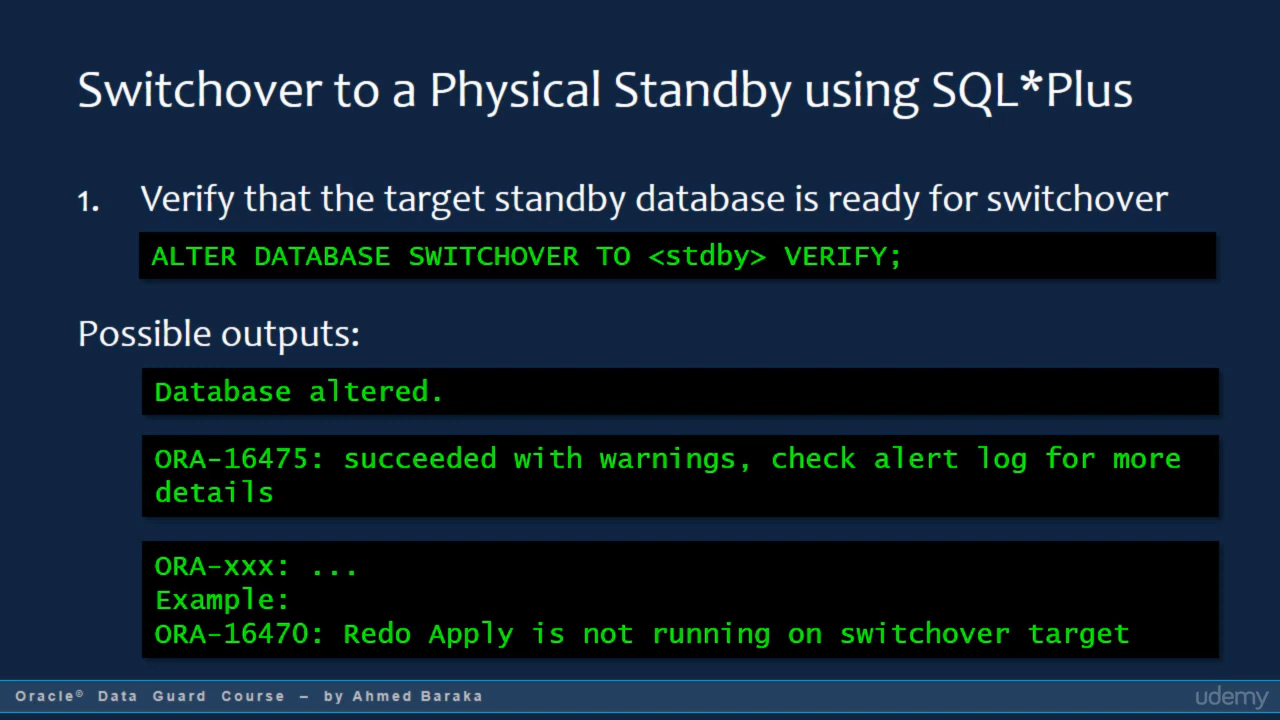 Switchover to a Physical Standby using SQL*Plus
1. Verify that the target standby database is ready for switchover
ALTER DATABASE SWITCHOVER TO <stdby> VERIFY;
Possible outputs:
Database altered.
ORA-16475: succeeded with warnings, check alert log for more
details
ORA-xxx: ...
Example:
ORA-16470: Redo Apply is not running on switchover target
Oracle® Data Guard Course – by Ahmed Baraka
udemy